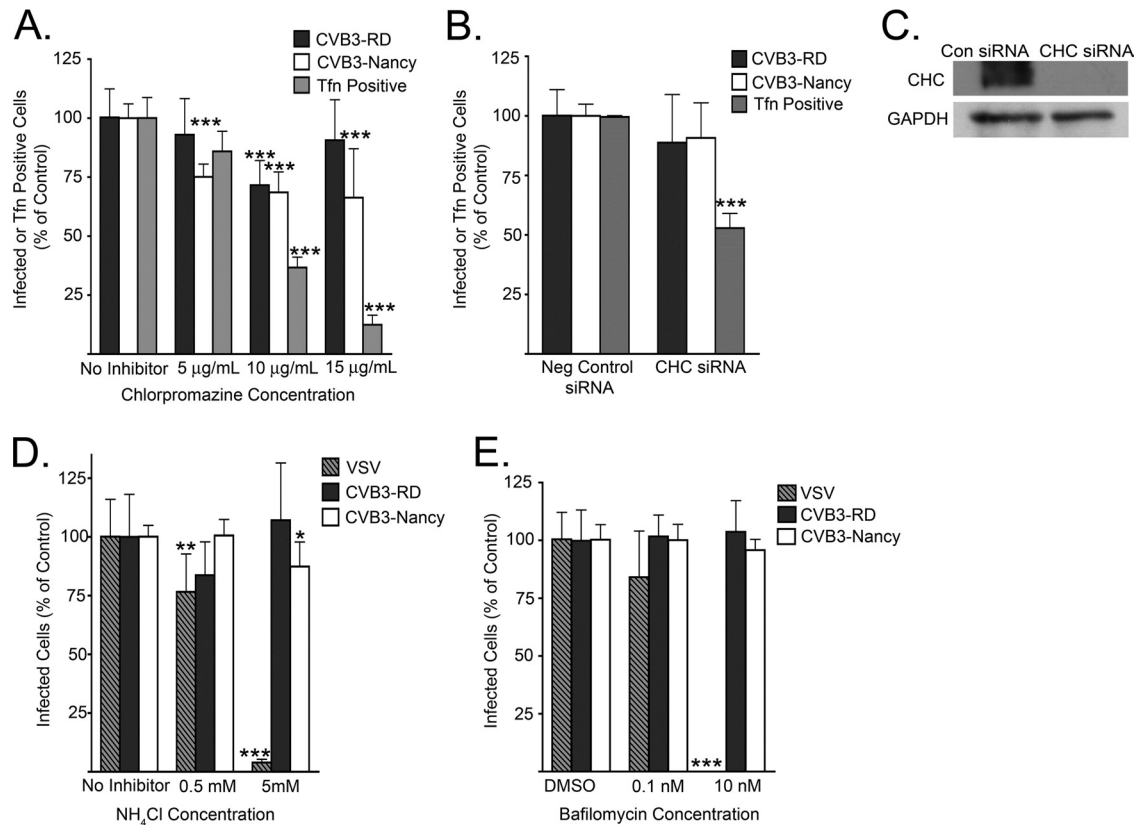 A.
125
100
75
50
25
Infected or Tfn Positive Cells
(% of Control)
CVB3-RD
CVB3-Nancy
Tfn Positive
***
***
***
***
***
***
No Inhibitor 5 µg/mL 10 µg/mL 15 µg/mL
Chlorpromazine Concentration
B.
125
100
75
50
25
Infected or Tfn Positive Cells
(% of Control)
CVB3-RD
CVB3-Nancy
Tfn Positive
***
Neg Control
siRNA
CHC siRNA
C.
Con siRNA CHC siRNA
CHC
GAPDH
D.
125
100
75
50
25
Infected Cells (% of Control)
VSV
CVB3-RD
CVB3-Nancy
**
***
*
No Inhibitor 0.5 mM 5mM
NH4Cl Concentration
E.
125
100
75
50
25
Infected Cells (% of Control)
VSV
CVB3-RD
CVB3-Nancy
***
DMSO 0.1 nM 10 nM
Bafilomycin Concentration